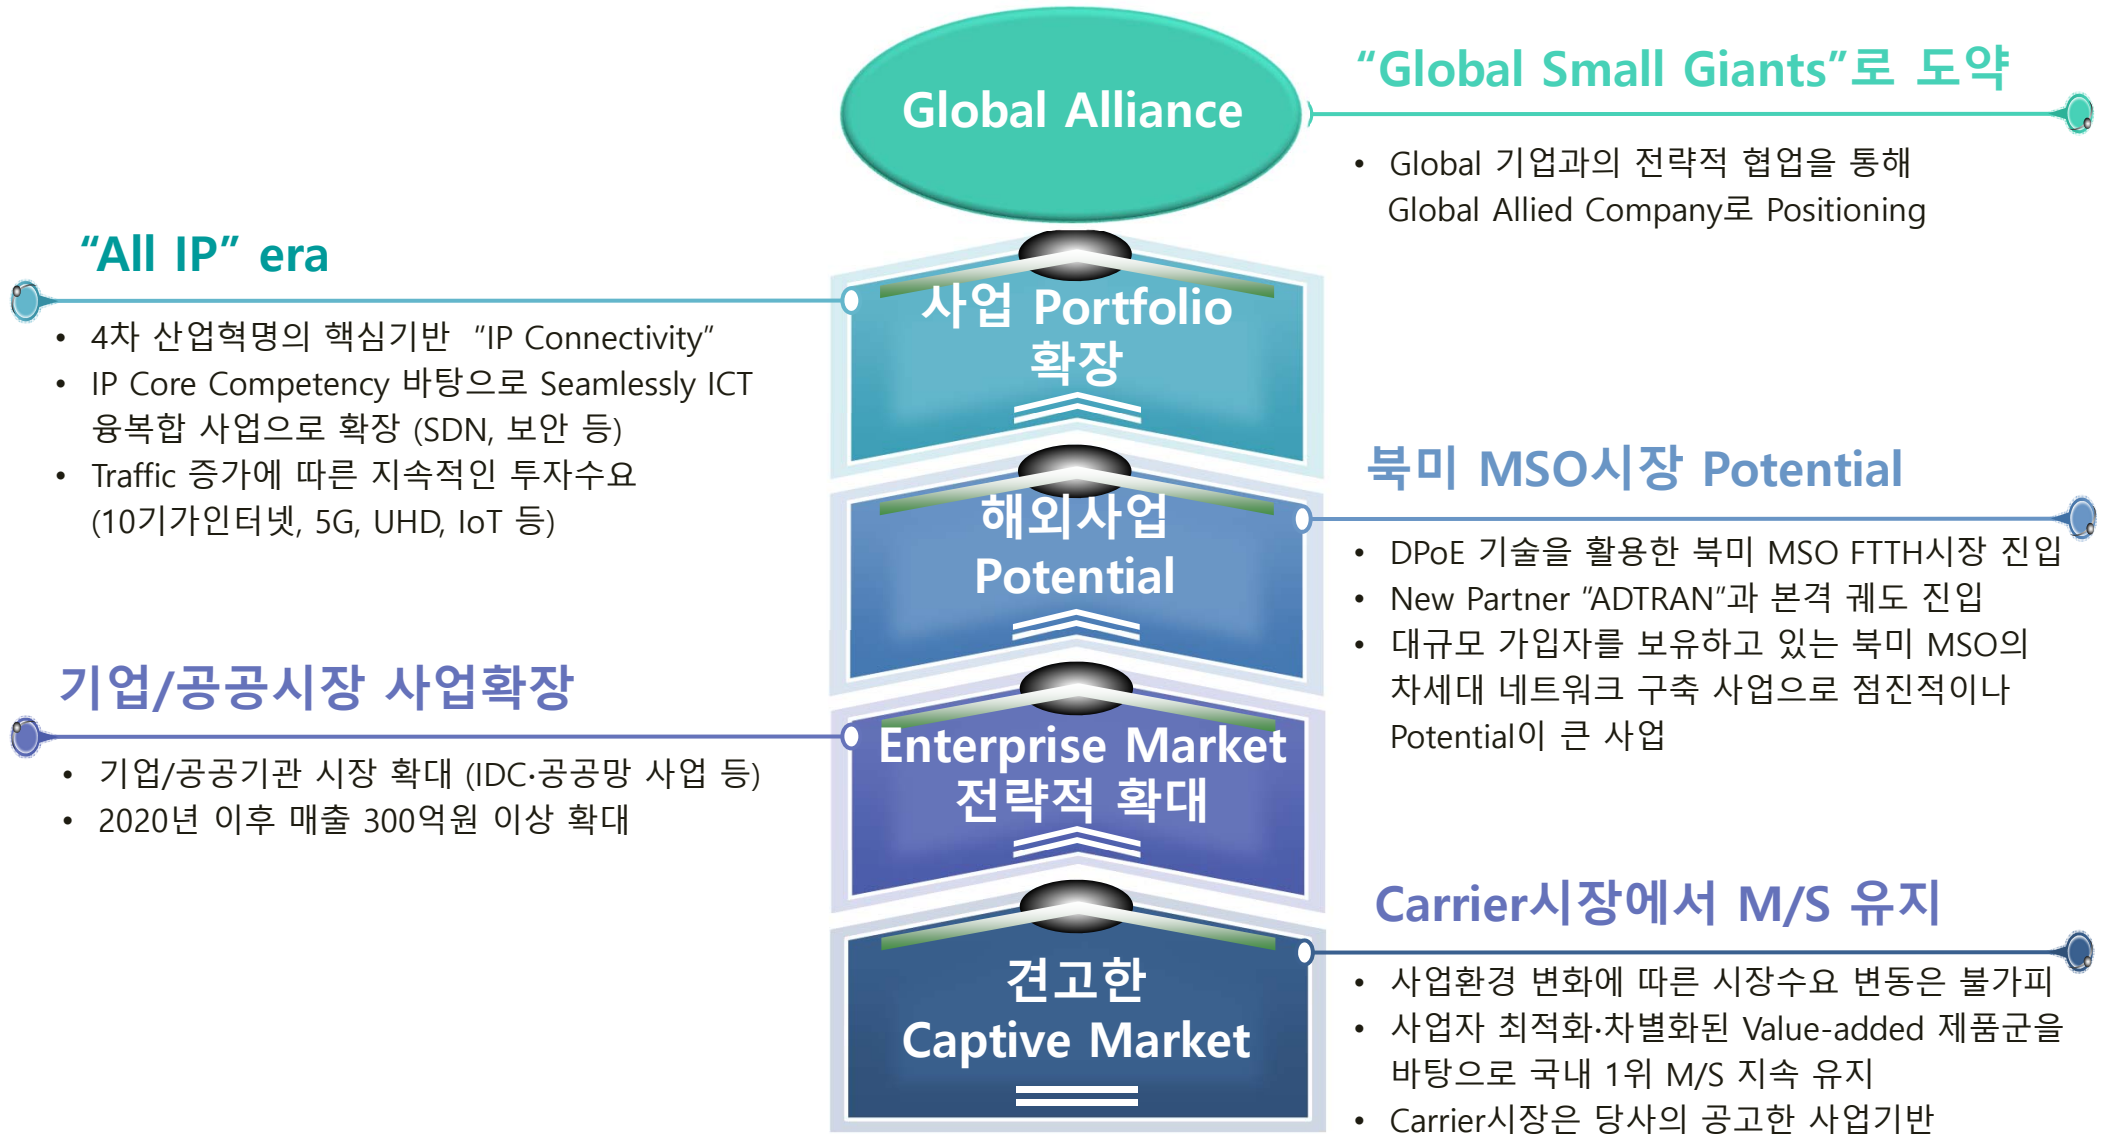 Global Alliance
“Global Small Giants”로 도약
• Global 기업과의 전략적 협업을 통해
Global Allied Company로 Positioning
“All IP” era
• 4차 산업혁명의 핵심기반 “IP Connectivity”
• IP Core Competency 바탕으로 Seamlessly ICT
융복합 사업으로 확장 (SDN, 보안 등)
• Traffic 증가에 따른 지속적인 투자수요
(10기가인터넷, 5G, UHD, IoT 등)
사업 Portfolio
확장
북미 MSO시장 Potential
• DPoE 기술을 활용한 북미 MSO FTTH시장 진입
• New Partner “ADTRAN”과 본격 궤도 진입
• 대규모 가입자를 보유하고 있는 북미 MSO의
차세대 네트워크 구축 사업으로 점진적이나
Potential이 큰 사업
해외사업
Potential
기업/공공시장 사업확장
• 기업/공공기관 시장 확대 (IDC·공공망 사업 등)
• 2020년 이후 매출 300억원 이상 확대
Enterprise Market
전략적 확대
Carrier시장에서 M/S 유지
• 사업환경 변화에 따른 시장수요 변동은 불가피
• 사업자 최적화·차별화된 Value-added 제품군을
바탕으로 국내 1위 M/S 지속 유지
• Carrier시장은 당사의 공고한 사업기반
견고한
Captive Market